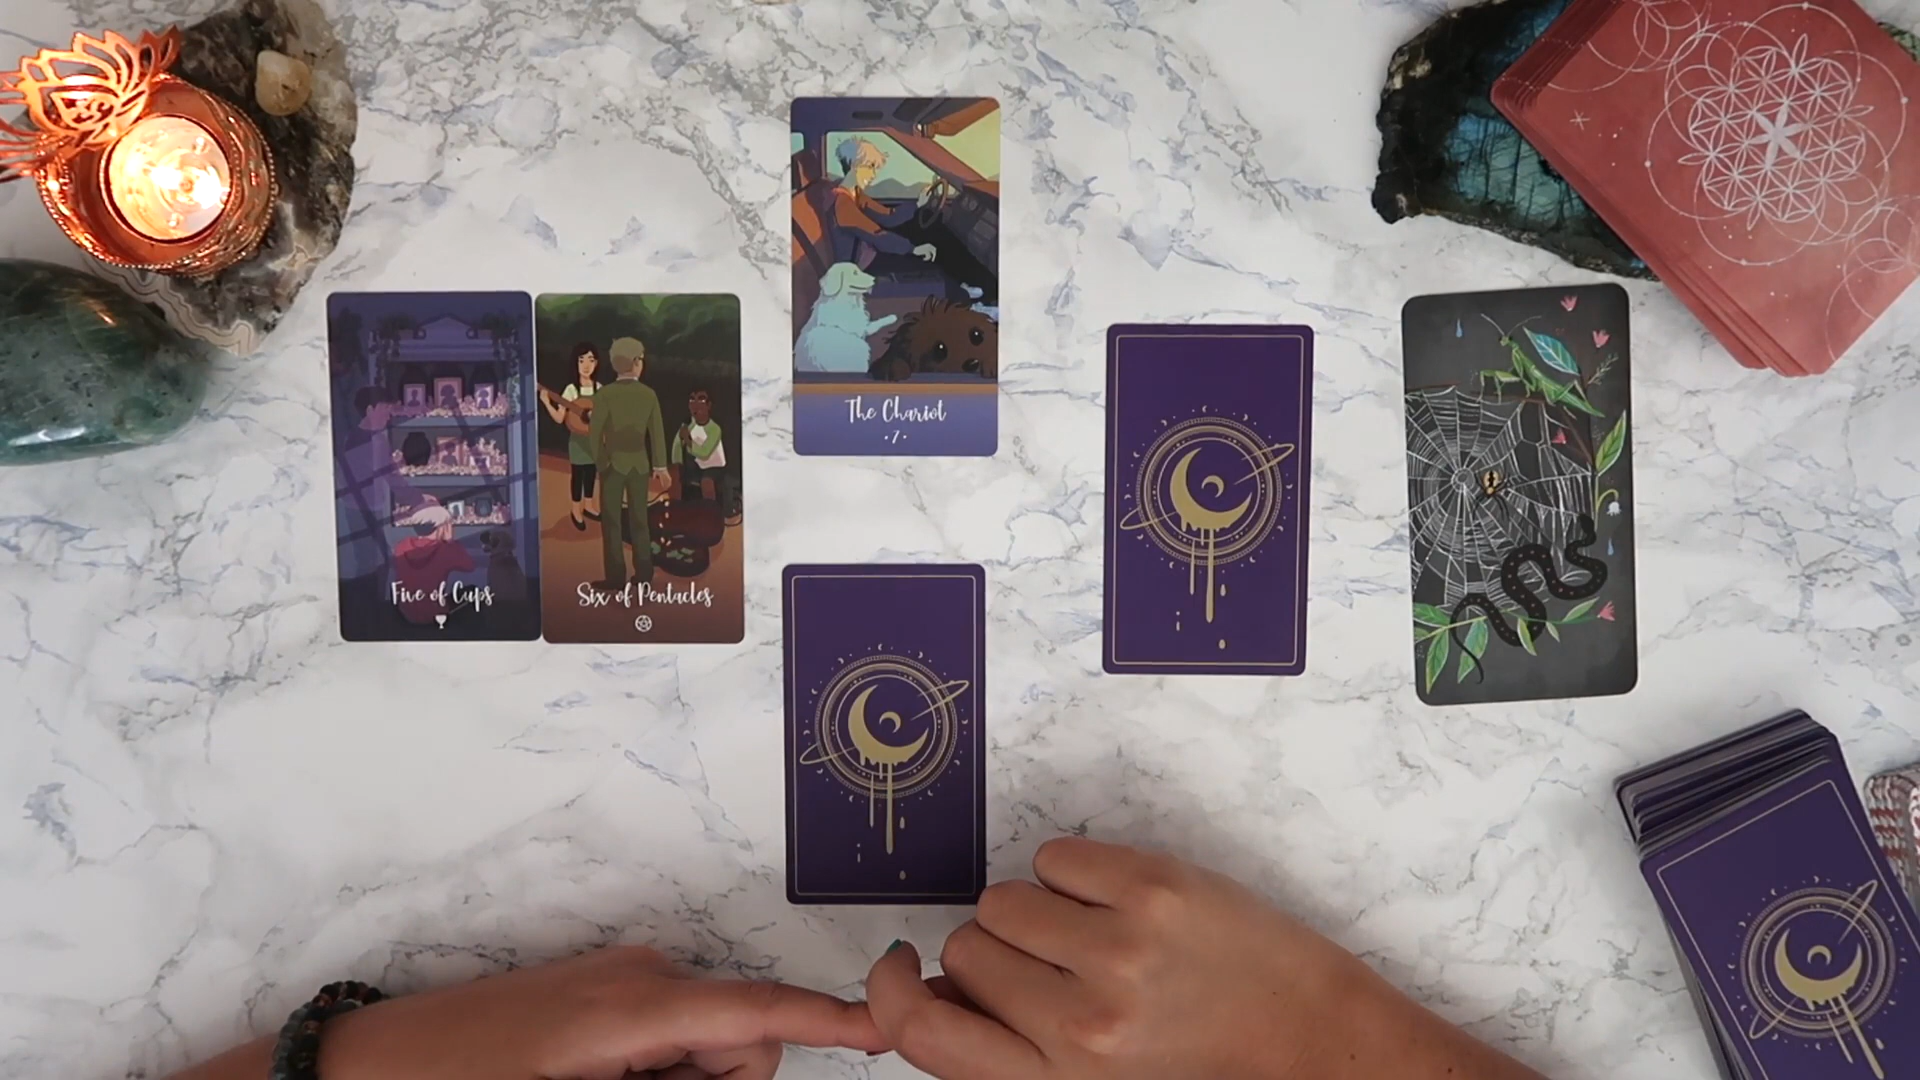 The Chariot
• 7 •
Five of Cups
Six of Pentacles